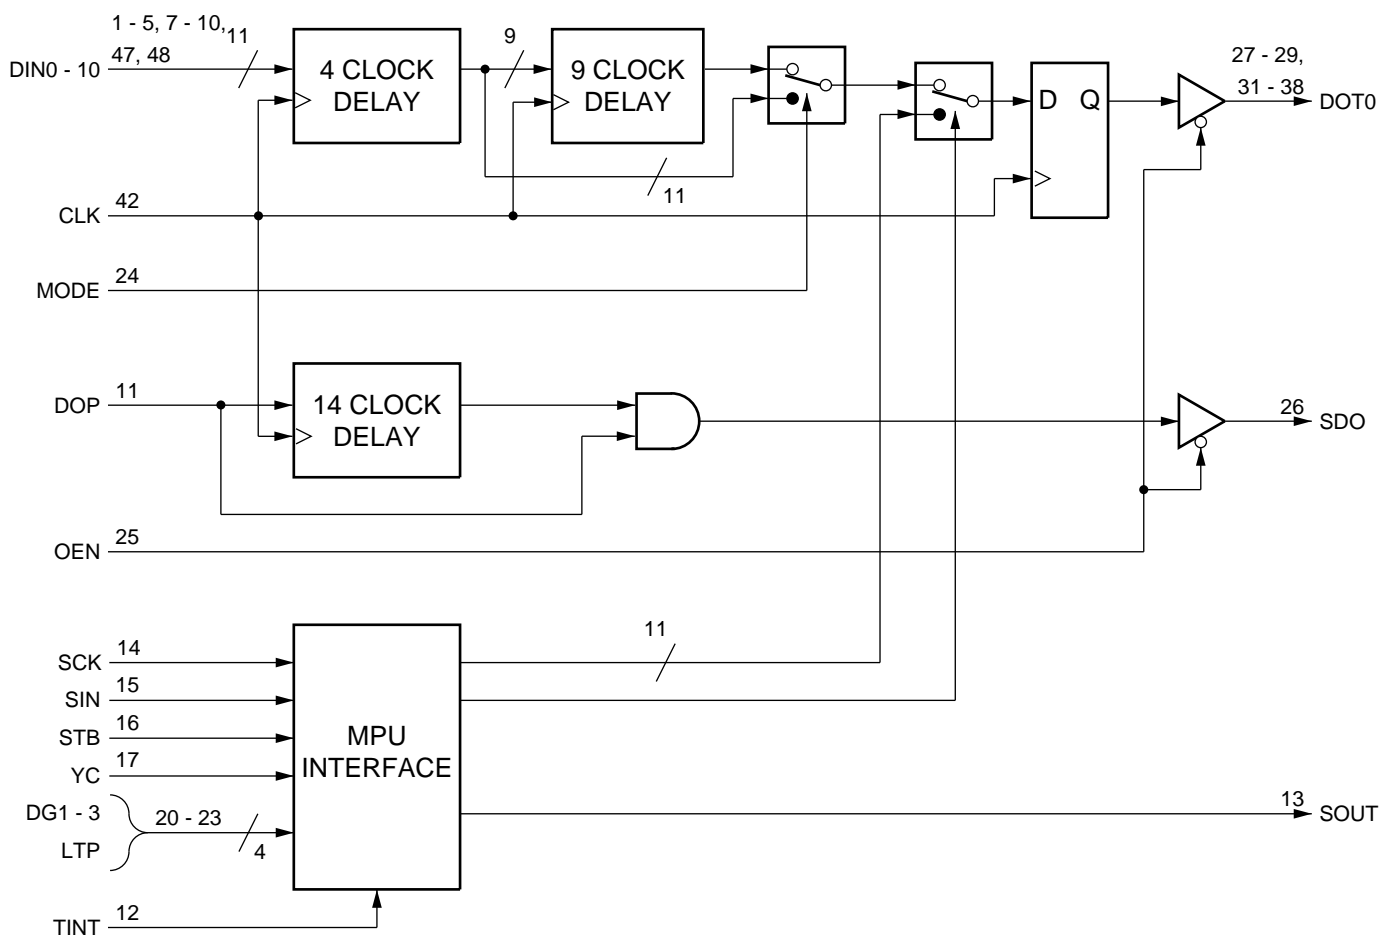 1 - 5, 7 - 10,
47, 48
11
DIN0 - 10
4 CLOCK
DELAY
9
9 CLOCK
DELAY
11
D Q
27 - 29,
31 - 38
DOT0
CLK
42
MODE
24
DOP
11
14 CLOCK
DELAY
26
SDO
OEN
25
SCK
14
SIN
15
STB
16
YC
17
DG1 - 3
LTP
20 - 23
4
MPU
INTERFACE
11
13
SOUT
TINT
12